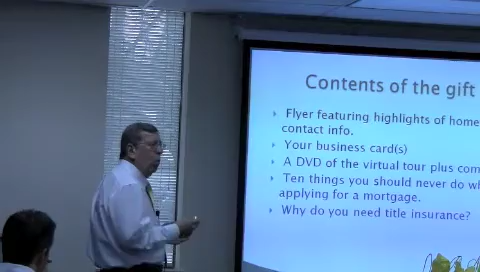 Contents of the gift
Flyer featuring highlights of home
contact info.
Your business card(s)
A DVD of the virtual tour plus com
Ten things you should never do w
applying for a mortgage.
Why do you need title insurance?